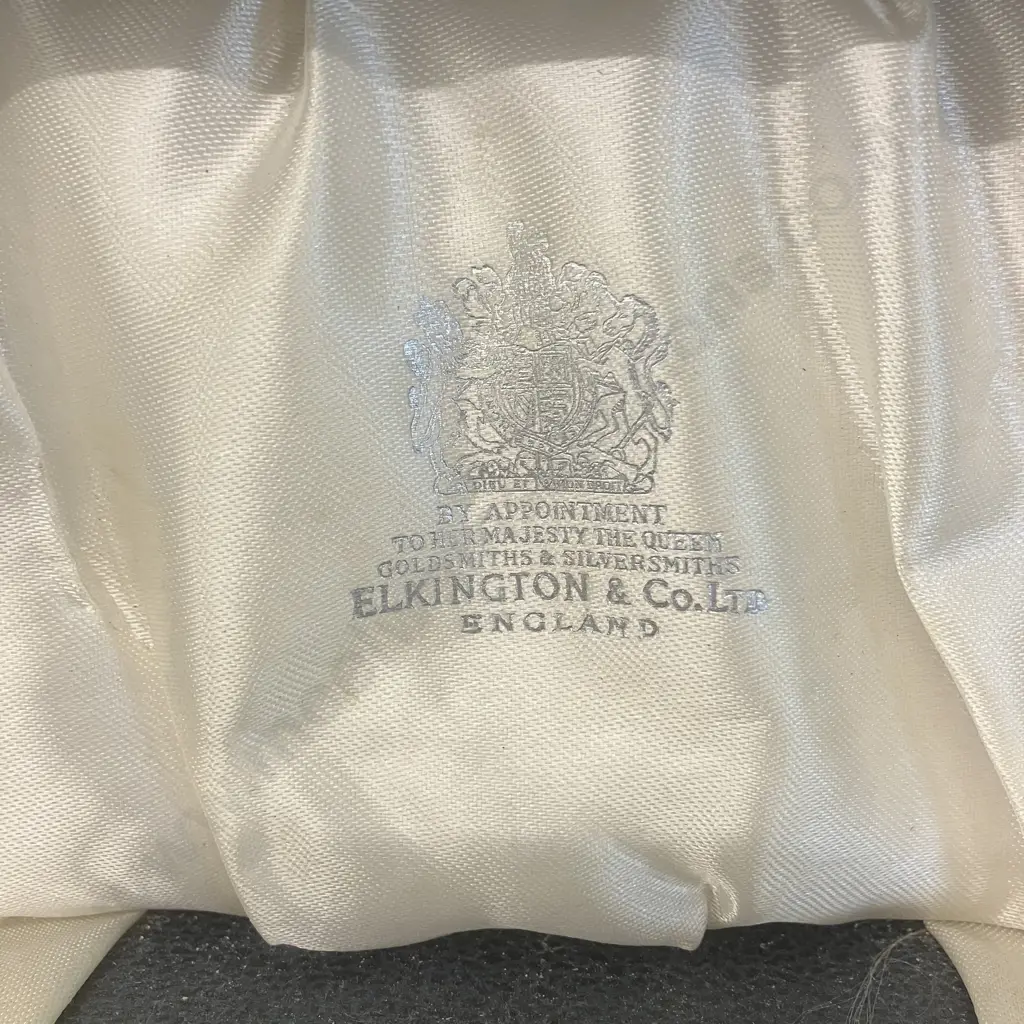 DIEU ET MON DROIT
BY APPOINTMENT
TO HER MAJESTY THE QUEEN
GOLDSMITHS & SILVERSMITHS
ELKINGTON & Co. LTD
ENGLAND